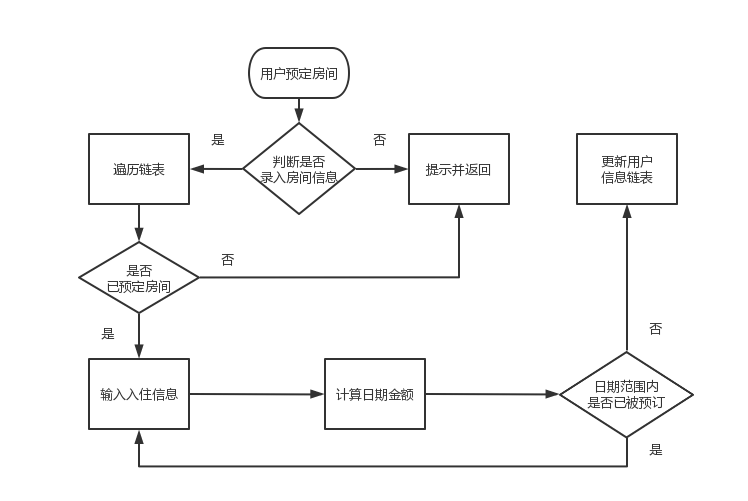 用户预定房间
是
否
遍历链表
判断是否
录入房间信息
提示并返回
更新用户
信息链表
是否
已预定房间
否
是
输入入住信息
计算日期金额
日期范围内
是否已被预订
否
是